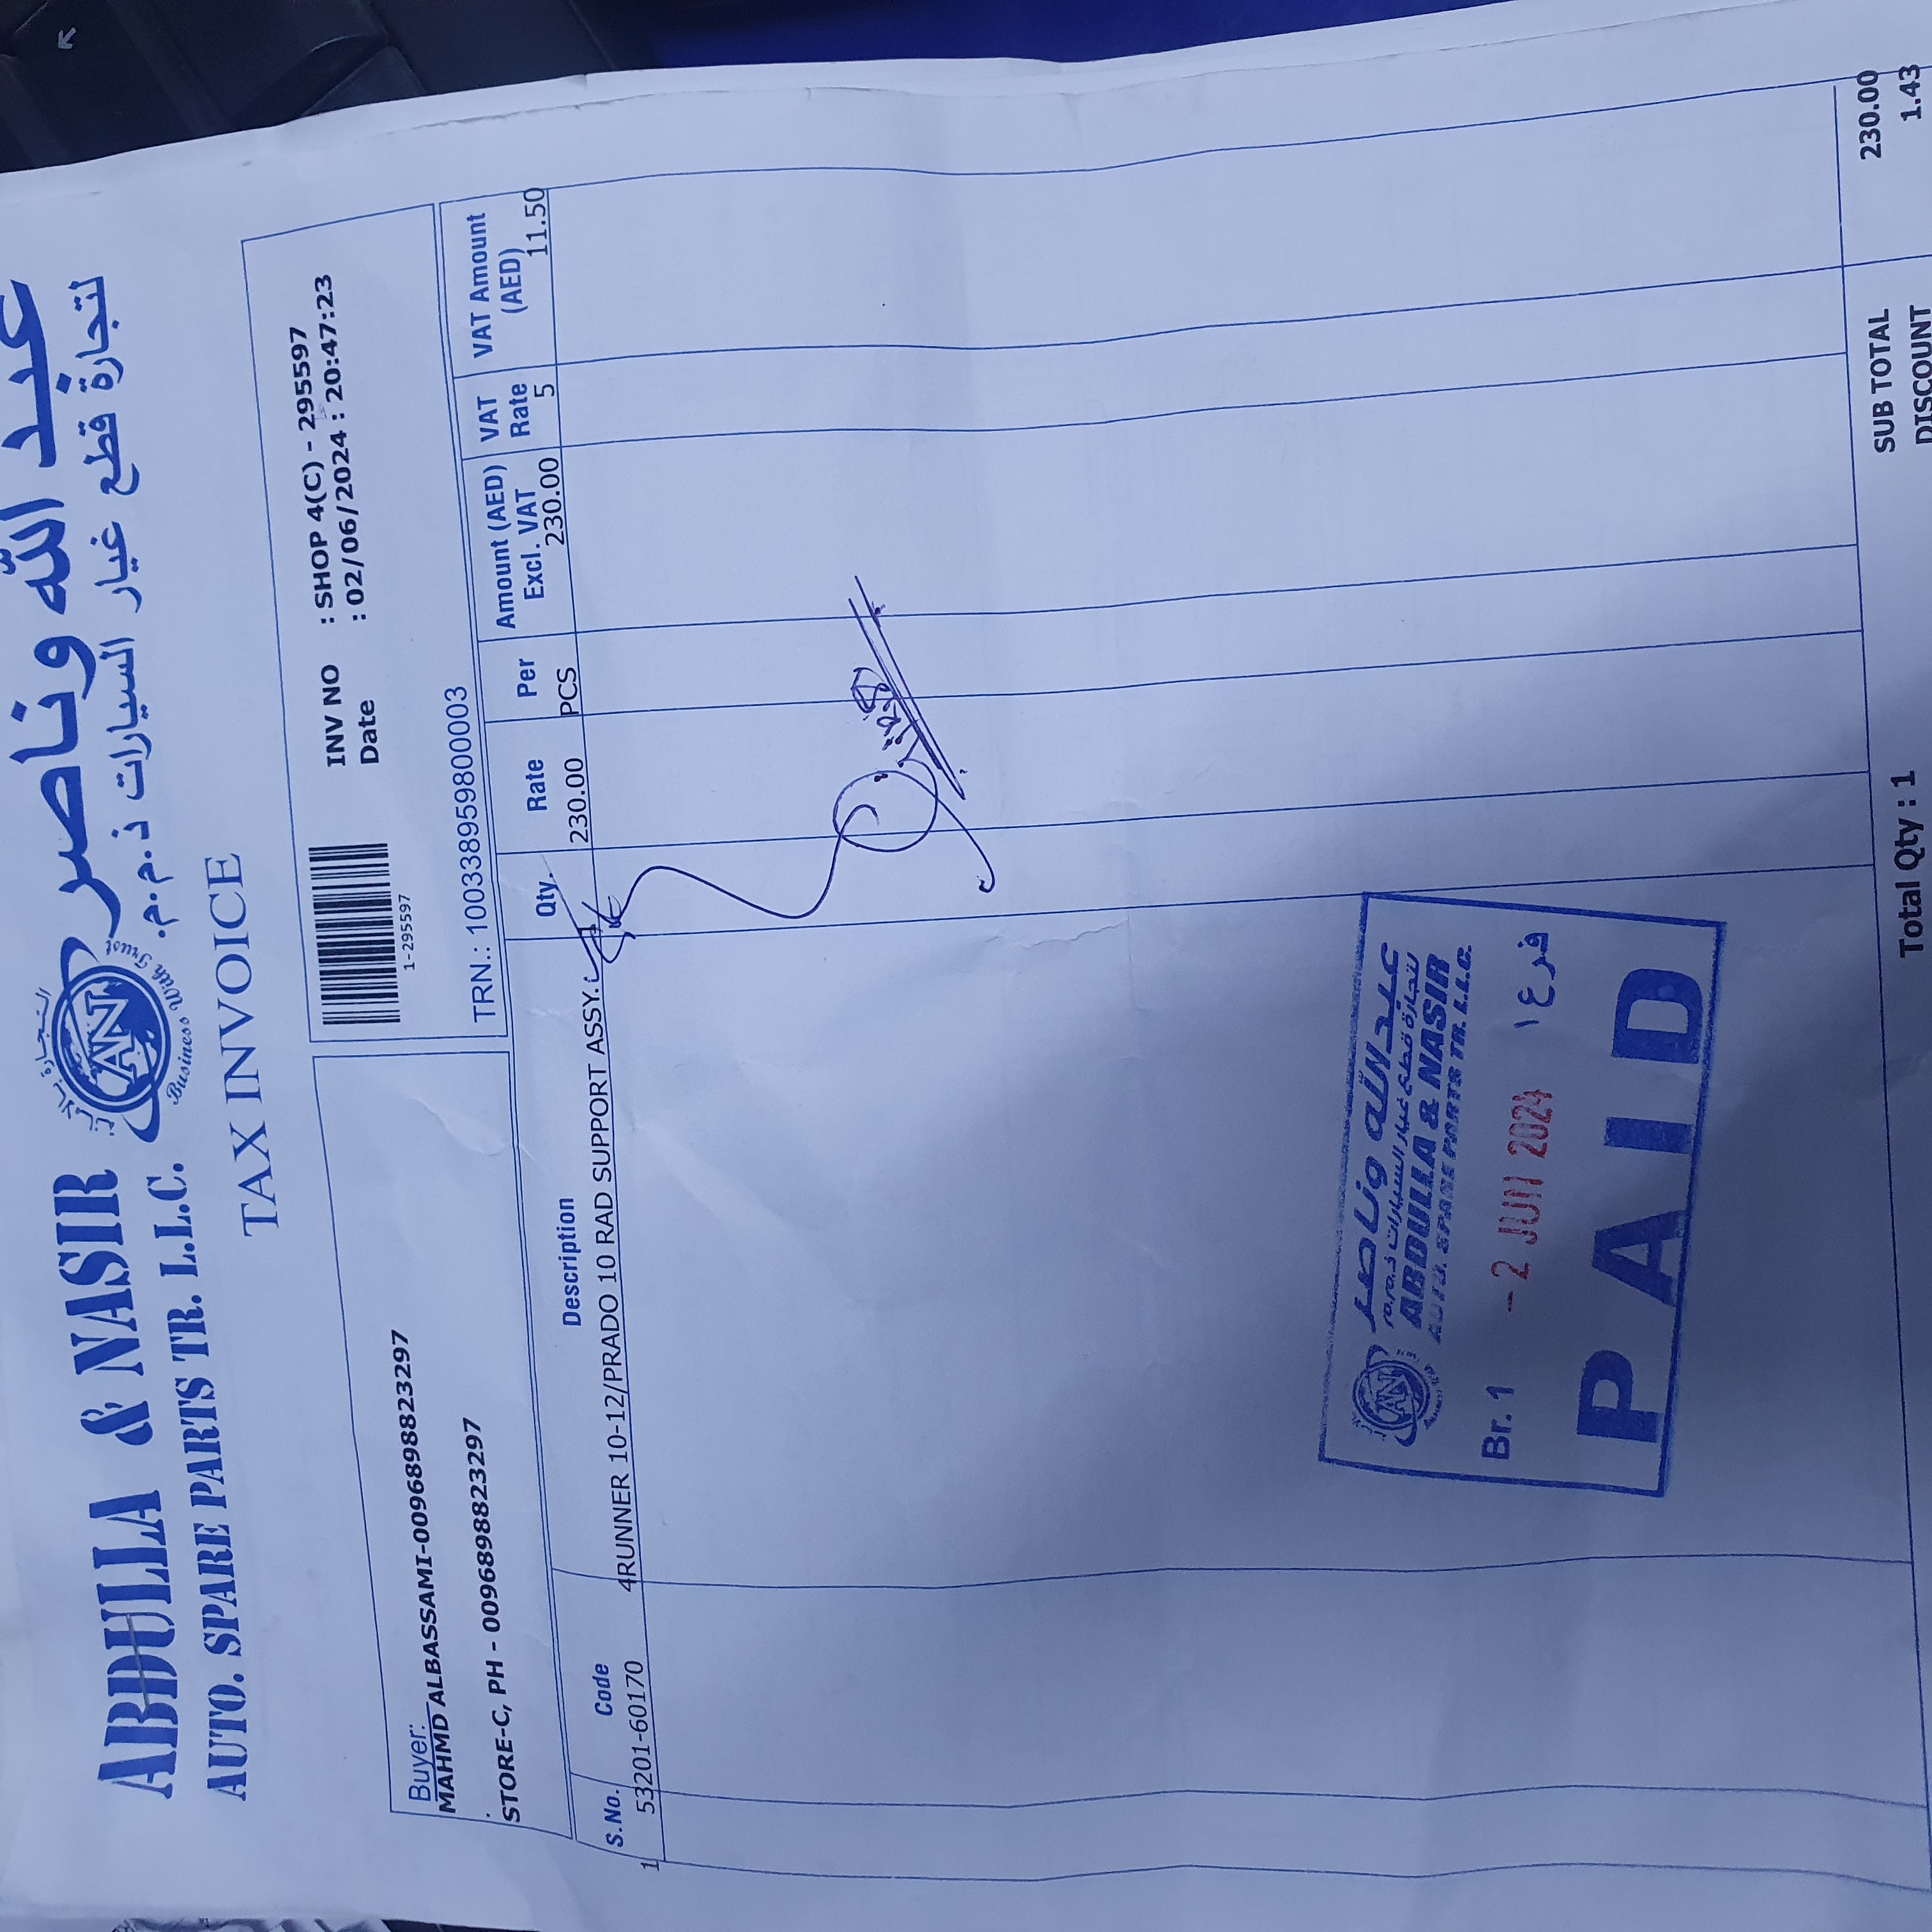 ABDULLA & NASIR
AUTO. SPARE PARTS TR. L.L.C.
عبد الله وناصر
لتجارة قطع غيار السيارات ذ.م.م.
AN
Business With Trust
TAX INVOICE
Buyer:
MAHMD ALBASSAMI-0096898823297
STORE-C, PH - 0096898823297
1-295597
INV NO : SHOP 4(C) - 295597
Date : 02/06/2024 : 20:47:23
TRN.: 100338959800003
S.No. Code Description Qty. Rate Per Amount (AED) Excl. VAT VAT Rate VAT Amount (AED)
1 53201-60170 4RUNNER 10-12/PRADO 10 RAD SUPPORT ASSY. 230.00 PCS 230.00 5 11.50
عبد الله وناصر
لتجارة قطع غيار السيارات ذ.م.م
ABDULLA & NASIR
AUTO. SPARE PARTS TR. L.L.C.
AN
Br. 1 - 2 JUN 2024 فرع ١
PAID
Total Qty : 1
SUB TOTAL 230.00
DISCOUNT 1.43